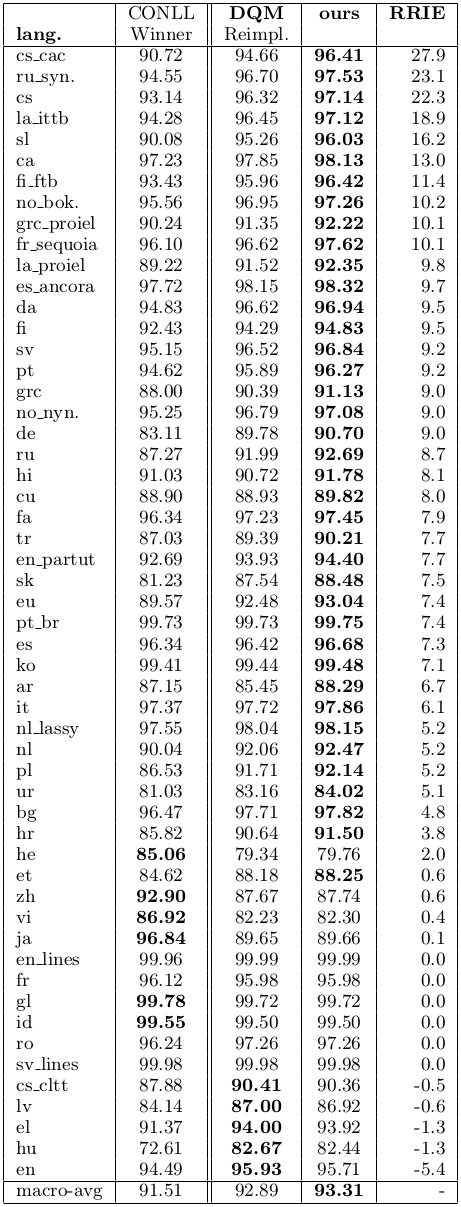 CONLL DQM ours RRIE
lang. Winner Reimpl.
cs_cac 90.72 94.66 96.41 27.9
ru_syn. 94.55 96.70 97.53 23.1
cs 93.14 96.32 97.14 22.3
la_ittb 94.28 96.45 97.12 18.9
sl 90.08 95.26 96.03 16.2
ca 97.23 97.85 98.13 13.0
fi_ftb 93.43 95.96 96.42 11.4
no_bok. 95.56 96.95 97.26 10.2
grc_proiel 90.24 91.35 92.22 10.1
fr_sequoia 96.10 96.62 97.62 10.1
la_proiel 89.22 91.52 92.35 9.8
es_ancora 97.72 98.15 98.32 9.7
da 94.83 96.62 96.94 9.5
fi 92.43 94.29 94.83 9.5
sv 95.15 96.52 96.84 9.2
pt 94.62 95.89 96.27 9.2
grc 88.00 90.39 91.13 9.0
no_nyn. 95.25 96.79 97.08 9.0
de 83.11 89.78 90.70 9.0
ru 87.27 91.99 92.69 8.7
hi 91.03 90.72 91.78 8.1
cu 88.90 88.93 89.82 8.0
fa 96.34 97.23 97.45 7.9
tr 87.03 89.39 90.21 7.7
en_partut 92.69 93.93 94.40 7.7
sk 81.23 87.54 88.48 7.5
eu 89.57 92.48 93.04 7.4
pt_br 99.73 99.73 99.75 7.4
es 96.34 96.42 96.68 7.3
ko 99.41 99.44 99.48 7.1
ar 87.15 85.45 88.29 6.7
it 97.37 97.72 97.86 6.1
nl_lassy 97.55 98.04 98.15 5.2
nl 90.04 92.06 92.47 5.2
pl 86.53 91.71 92.14 5.2
ur 81.03 83.16 84.02 5.1
bg 96.47 97.71 97.82 4.8
hr 85.82 90.64 91.50 3.8
he 85.06 79.34 79.76 2.0
et 84.62 88.18 88.25 0.6
zh 92.90 87.67 87.74 0.6
vi 86.92 82.23 82.30 0.4
ja 96.84 89.65 89.66 0.1
en_lines 99.96 99.99 99.99 0.0
fr 96.12 95.98 95.98 0.0
gl 99.78 99.72 99.72 0.0
id 99.55 99.50 99.50 0.0
ro 96.24 97.26 97.26 0.0
sv_lines 99.98 99.98 99.98 0.0
cs_cltt 87.88 90.41 90.36 -0.5
lv 84.14 87.00 86.92 -0.6
el 91.37 94.00 93.92 -1.3
hu 72.61 82.67 82.44 -1.3
en 94.49 95.93 95.71 -5.4
macro-avg 91.51 92.89 93.31 -